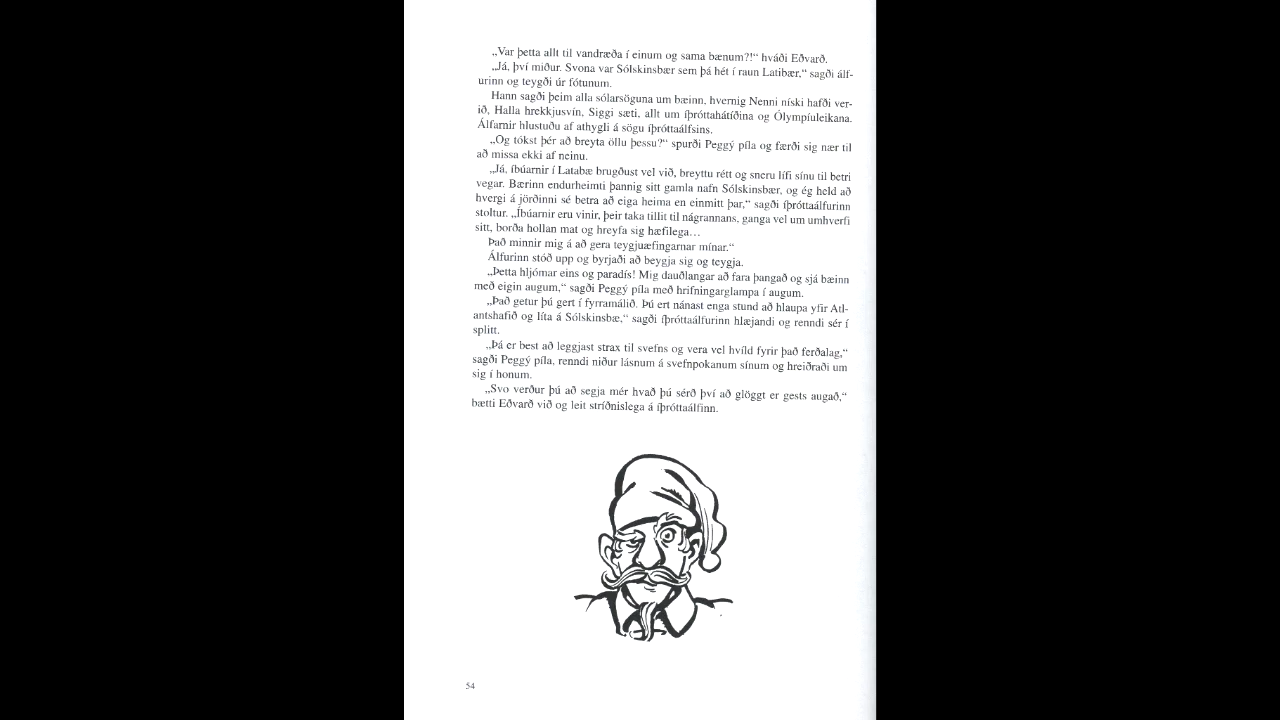 „Var þetta allt til vandræða í einum og sama bænum?!“ hváði Eðvarð.
„Já, því miður. Svona var Sólskinsbær sem þá hét í raun Latibær,“ sagði álf-
urinn og teygði úr fótunum.
Hann sagði þeim alla sólarsöguna um bæinn, hvernig Nenni níski hafði ver-
ið, Halla hrekkjusvín, Siggi sæti, allt um íþróttahátíðina og Ólympíuleikana.
Álfarnir hlustuðu af athygli á sögu íþróttaálfsins.
„Og tókst þér að breyta öllu þessu?“ spurði Peggý píla og færði sig nær til
að missa ekki af neinu.
„Já, íbúarnir í Latabæ brugðust vel við, breyttu rétt og sneru lífi sínu til betri
vegar. Bærinn endurheimti þannig sitt gamla nafn Sólskinsbær, og ég held að
hvergi á jörðinni sé betra að eiga heima en einmitt þar,“ sagði íþróttaálfurinn
stoltur. „Íbúarnir eru vinir, þeir taka tillit til nágrannans, ganga vel um umhverfi
sitt, borða hollan mat og hreyfa sig hæfilega…
Það minnir mig á að gera teygjuæfingarnar mínar.“
Álfurinn stóð upp og byrjaði að beygja sig og teygja.
„Þetta hljómar eins og paradís! Mig dauðlangar að fara þangað og sjá bæinn
með eigin augum,“ sagði Peggý píla með hrifningarglampa í augum.
„Það getur þú gert í fyrramálið. Þú ert nánast enga stund að hlaupa yfir Atl-
antshafið og líta á Sólskinsbæ,“ sagði íþróttaálfurinn hlæjandi og renndi sér í
splitt.
„Þá er best að leggjast strax til svefns og vera vel hvíld fyrir það ferðalag,“
sagði Peggý píla, renndi niður lásnum á svefnpokanum sínum og hreiðraði um
sig í honum.
„Svo verður þú að segja mér hvað þú sérð því að glöggt er gests augað,“
bætti Eðvarð við og leit stríðnislega á íþróttaálfinn.
54